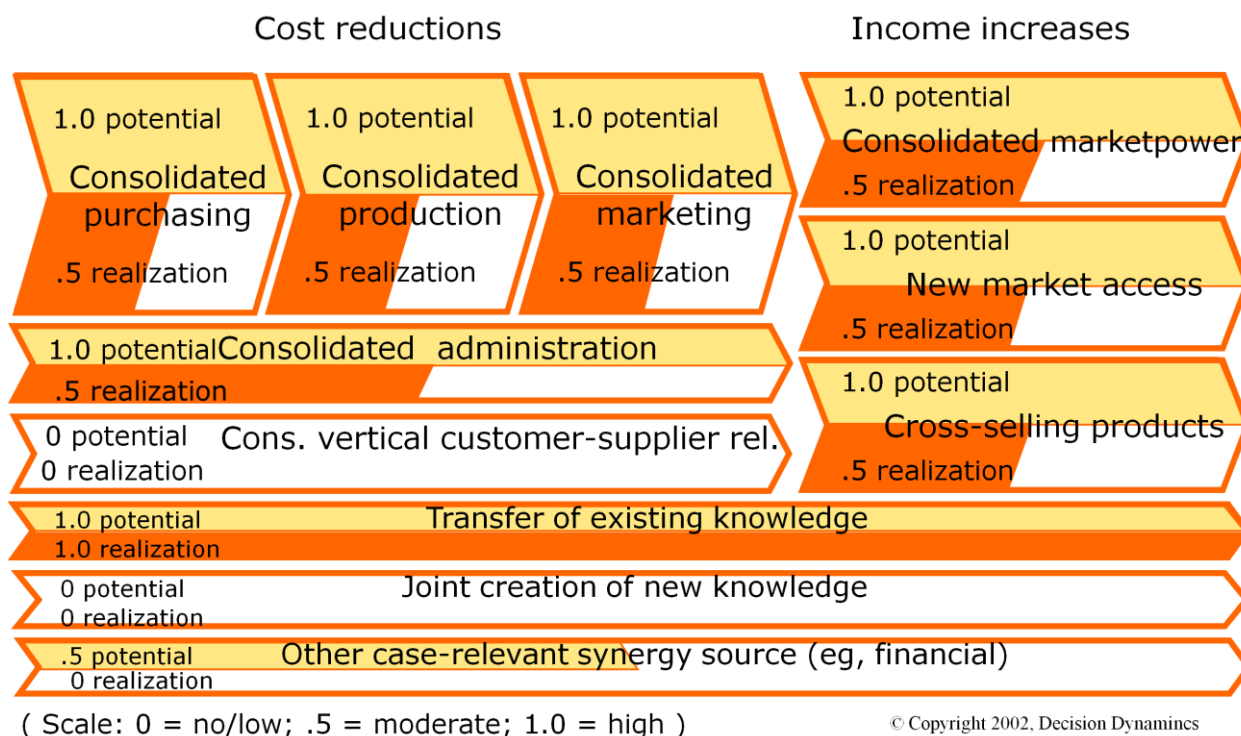 Cost reductions
Income increases
1.0 potential
Consolidated
purchasing
.5 realization
1.0 potential
Consolidated
production
.5 realization
1.0 potential
Consolidated
marketing
.5 realization
1.0 potential
Consolidated marketpower
.5 realization
1.0 potential
New market access
.5 realization
1.0 potential
Cross-selling products
.5 realization
1.0 potential Consolidated administration
.5 realization
0 potential Cons. vertical customer-supplier rel.
0 realization
1.0 potential Transfer of existing knowledge
1.0 realization
0 potential Joint creation of new knowledge
0 realization
.5 potential Other case-relevant synergy source (eg, financial)
0 realization
( Scale: 0 = no/low; .5 = moderate; 1.0 = high )
© Copyright 2002, Decision Dynamincs